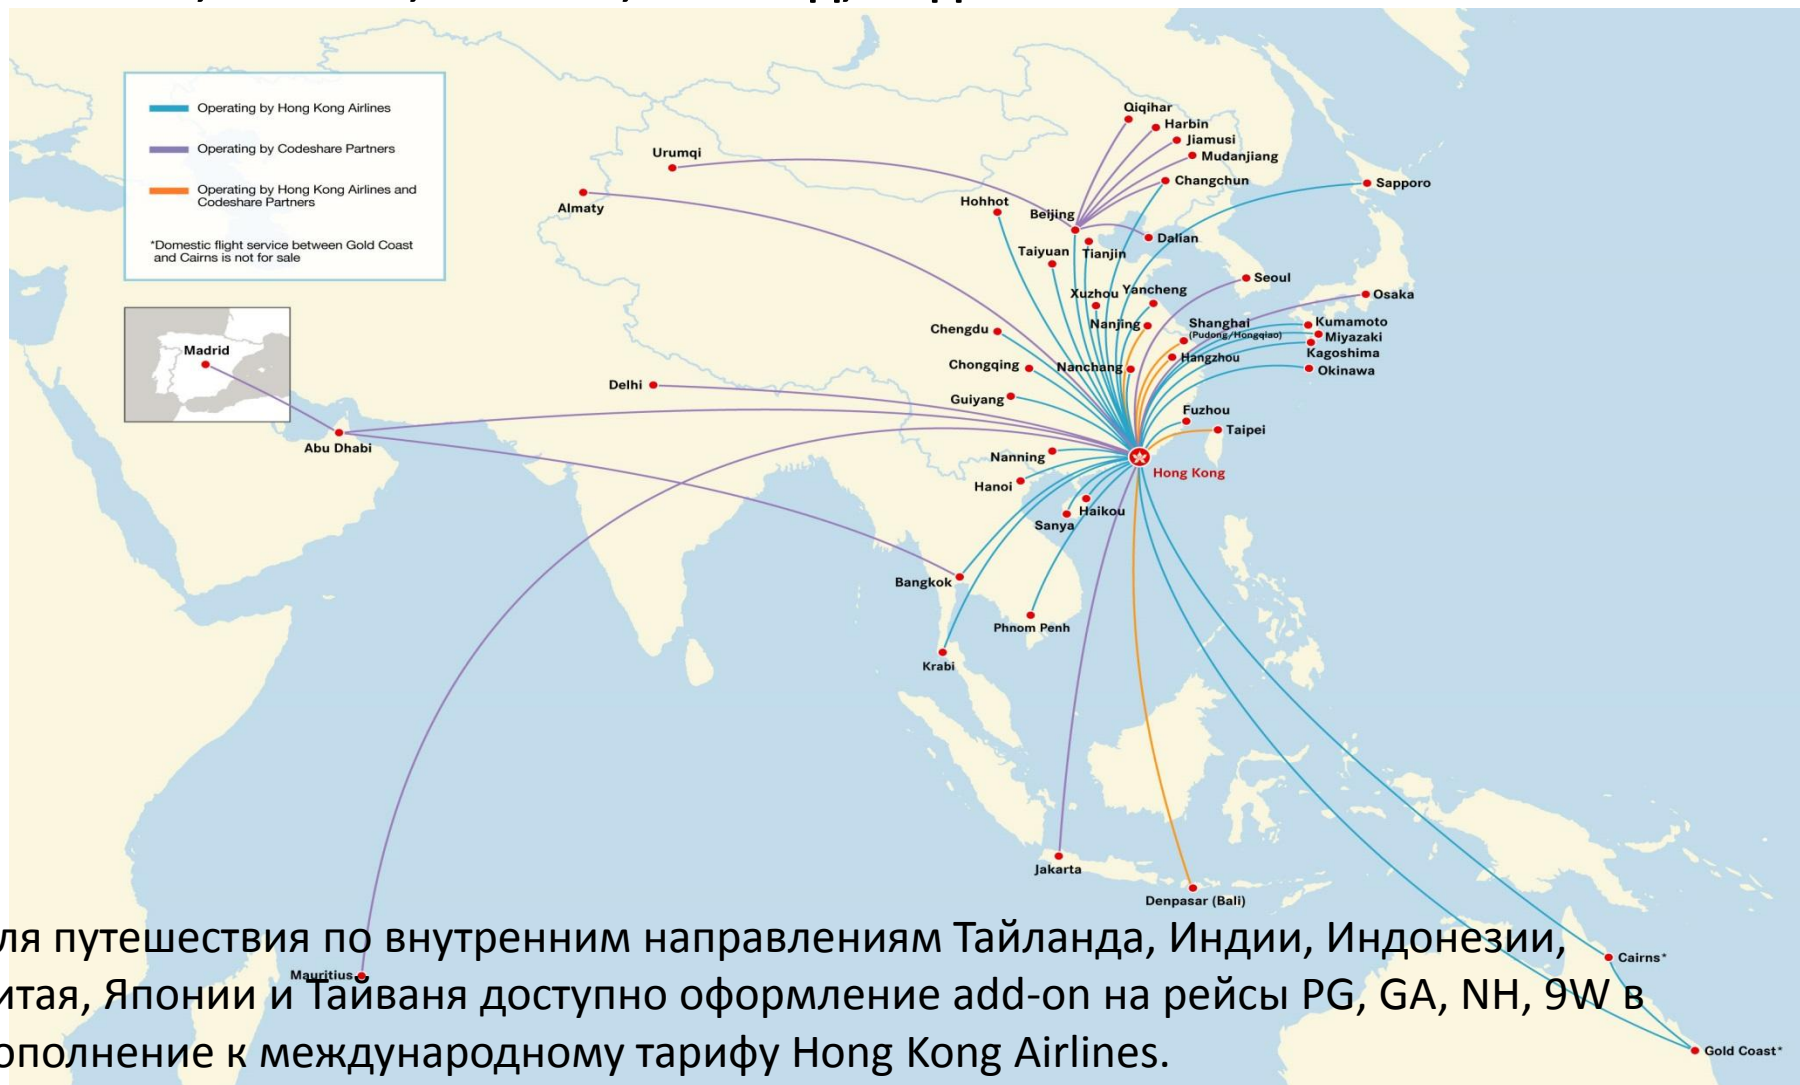 Operating by Hong Kong Airlines
Operating by Codeshare Partners
Operating by Hong Kong Airlines and
Codeshare Partners
*Domestic flight service between Gold Coast
and Cairns is not for sale
Madrid
Abu Dhabi
Urumqi
Almaty
Delhi
Qiqihar
Harbin
Jiamusi
Mudanjiang
Changchun
Sapporo
Hohhot
Beijing
Dalian
Taiyuan
Tianjin
Seoul
Xuzhou
Yancheng
Osaka
Nanjing
Shanghai
(Pudong/Hongqiao)
Kumamoto
Miyazaki
Kagoshima
Chengdu
Hangzhou
Chongqing
Nanchang
Okinawa
Guiyang
Fuzhou
Taipei
Nanning
Hong Kong
Hanoi
Haikou
Sanya
Bangkok
Phnom Penh
Krabi
Jakarta
Denpasar (Bali)
Mauritius
Cairns*
Gold Coast*
ля путешествия по внутренним направлениям Тайланда, Индии, Индонезии,
итая, Японии и Тайваня доступно оформление add-on на рейсы PG, GA, NH, 9W в
ополнение к международному тарифу Hong Kong Airlines.